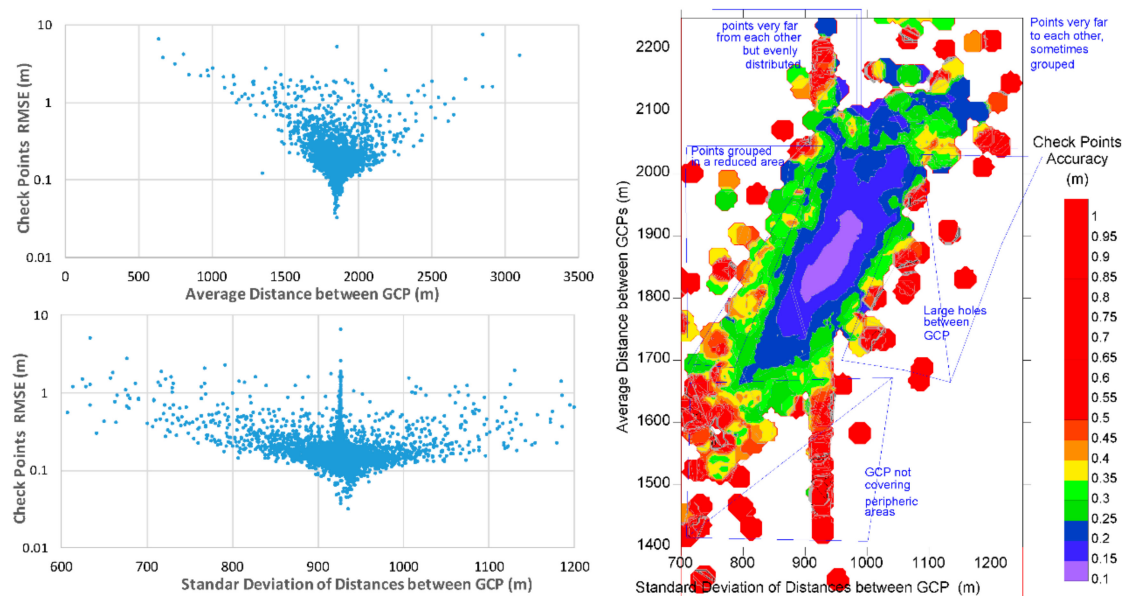 10
1
0.1
0.01
Check Points RMSE (m)
0 500 1000 1500 2000 2500 3000 3500
Average Distance between GCP (m)
10
1
0.1
0.01
Check Points RMSE (m)
600 700 800 900 1000 1100 1200
Standar Deviation of Distances between GCP (m)
2200
2100
2000
1900
1800
1700
1600
1500
1400
Average Distance between GCPs (m)
700 800 900 1000 1100 1200
Standard Deviation of Distances between GCP (m)
points very far
from each other
but evenly
distributed
Points very far
to each other,
sometimes
grouped
Points grouped
in a reduced area
Large holes
between
GCP
GCP not
covering
peripheric
areas
Check Points
Accuracy
(m)
1
0.95
0.9
0.85
0.8
0.75
0.7
0.65
0.6
0.55
0.5
0.45
0.4
0.35
0.3
0.25
0.2
0.15
0.1